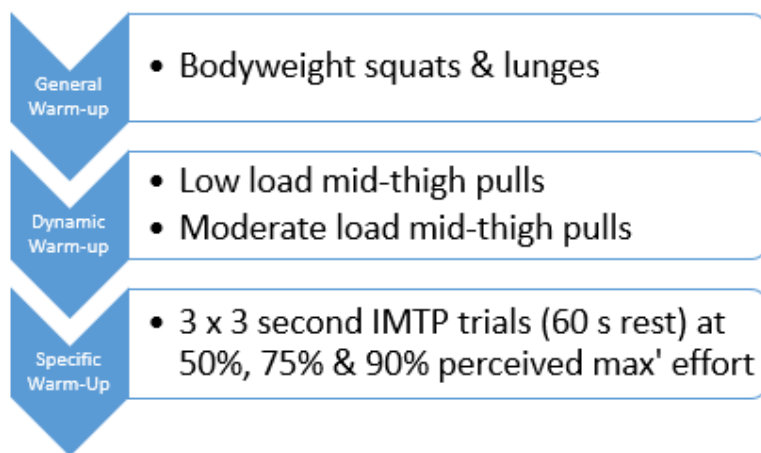 General
Warm-up
• Bodyweight squats & lunges
Dynamic
Warm-up
• Low load mid-thigh pulls
• Moderate load mid-thigh pulls
Specific
Warm-Up
• 3 x 3 second IMTP trials (60 s rest) at
50%, 75% & 90% perceived max' effort